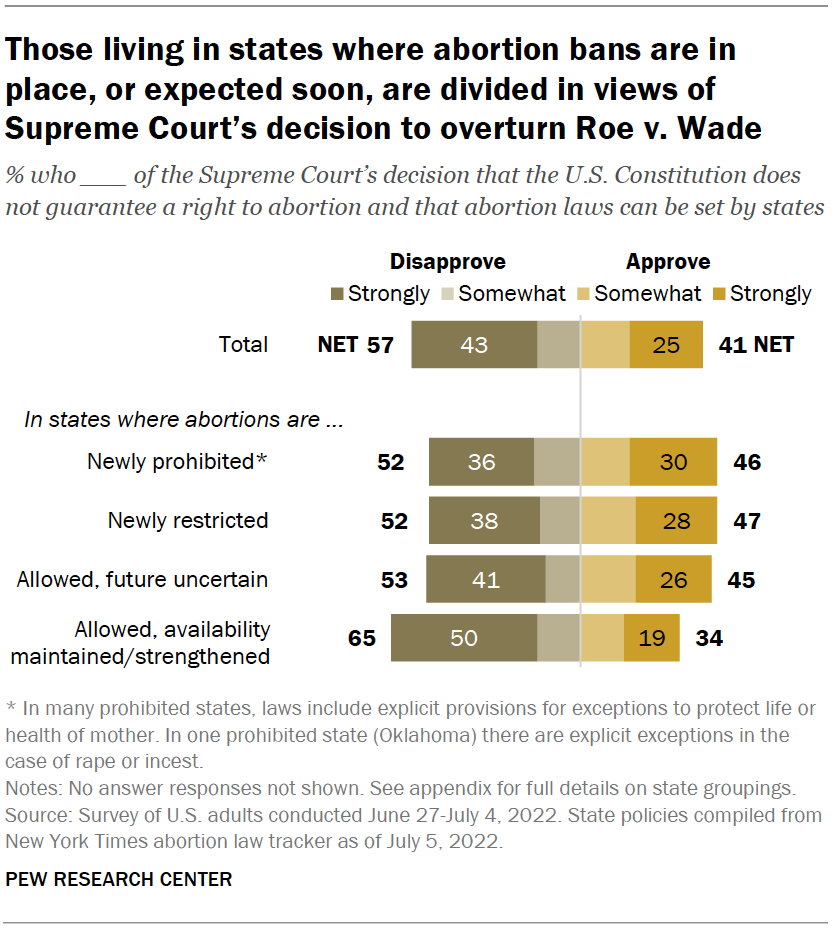 Those living in states where abortion bans are in
place, or expected soon, are divided in views of
Supreme Court's decision to overturn Roe v. Wade
% who ___ of the Supreme Court's decision that the U.S. Constitution does
not guarantee a right to abortion and that abortion laws can be set by states
Disapprove Approve
Strongly Somewhat Somewhat Strongly
Total NET 57 43 25 41 NET
In states where abortions are ...
Newly prohibited* 52 36 30 46
Newly restricted 52 38 28 47
Allowed, future uncertain 53 41 26 45
Allowed, availability
maintained/strengthened 65 50 19 34
* In many prohibited states, laws include explicit provisions for exceptions to protect life or
health of mother. In one prohibited state (Oklahoma) there are explicit exceptions in the
case of rape or incest.
Notes: No answer responses not shown. See appendix for full details on state groupings.
Source: Survey of U.S. adults conducted June 27-July 4, 2022. State policies compiled from
New York Times abortion law tracker as of July 5, 2022.
PEW RESEARCH CENTER